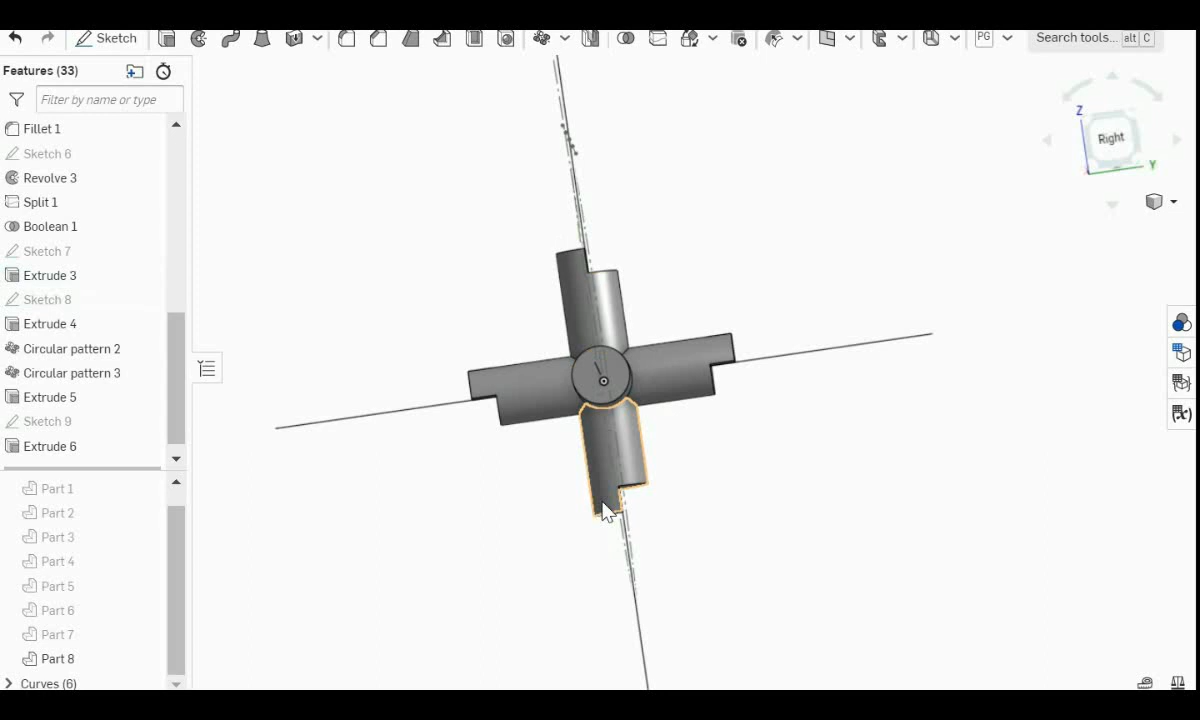 Sketch
PG
Search tools... alt C
Features (33)
Filter by name or type
Fillet 1
Sketch 6
Revolve 3
Split 1
Boolean 1
Sketch 7
Extrude 3
Sketch 8
Extrude 4
Circular pattern 2
Circular pattern 3
Extrude 5
Sketch 9
Extrude 6
Part 1
Part 2
Part 3
Part 4
Part 5
Part 6
Part 7
Part 8
Curves (6)
Z
Right
Y
(x)